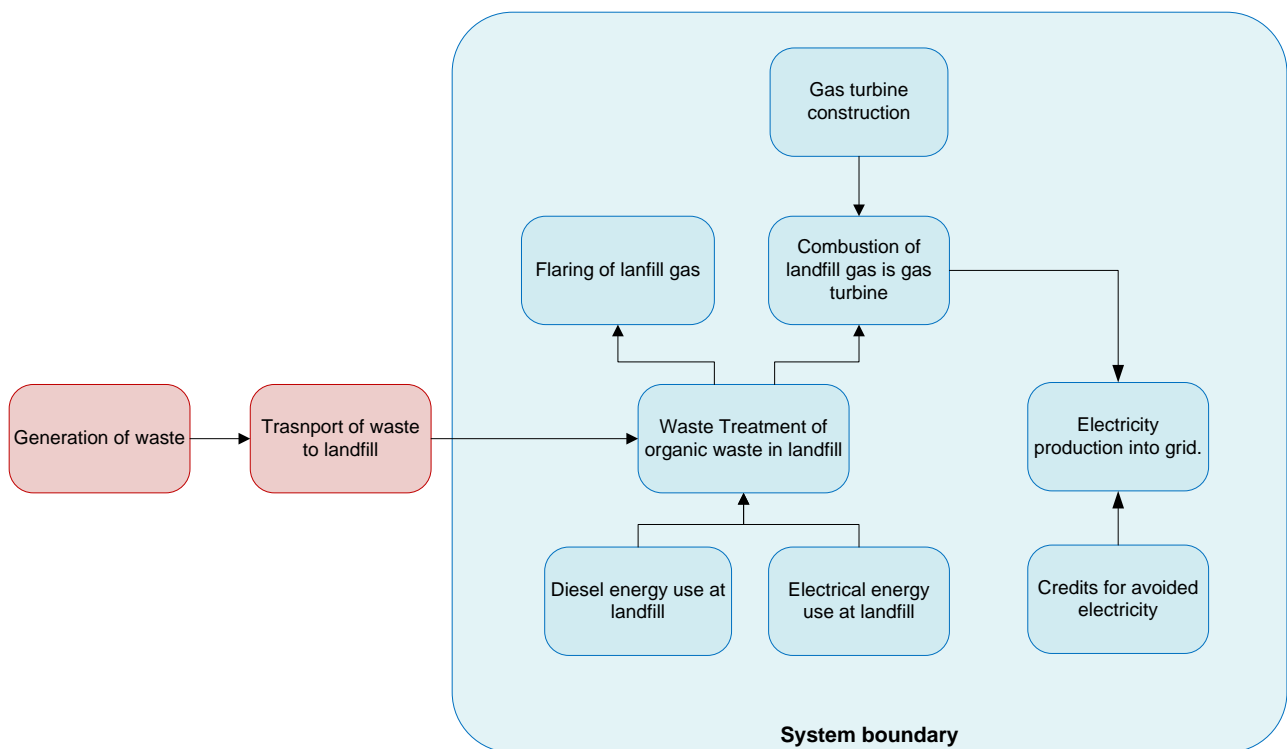 Gas turbine
construction
Flaring of lanfill gas
Combustion of
landfill gas is gas
turbine
Generation of waste
Trasnport of waste
to landfill
Waste Treatment of
organic waste in landfill
Electricity
production into grid.
Diesel energy use at
landfill
Electrical energy
use at landfill
Credits for avoided
electricity
System boundary